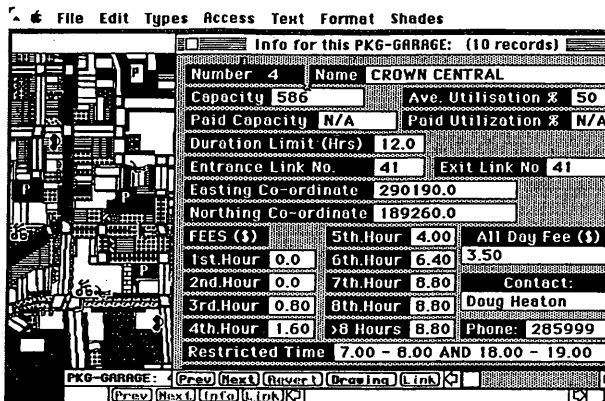 File Edit Types Access Text Format Shades
Info for this PKG-GARAGE: (10 records)
Number 4 Name CROWN CENTRAL
Capacity 586 Ave. Utilisation % 50
Paid Capacity N/A Paid Utilization % N/A
Duration Limit (Hrs) 12.0
Entrance Link No. 41 Exit Link No 41
Easting Co-ordinate 290190.0
Northing Co-ordinate 189260.0
FEES ($) 5th.Hour 4.00 All Day Fee ($)
1st.Hour 0.0 6th.Hour 6.40 3.50
2nd.Hour 0.0 7th.Hour 8.80 Contact:
3rd.Hour 0.80 8th.Hour 8.80 Doug Heaton
4th.Hour 1.60 >8 Hours 8.80 Phone: 285999
Restricted Time 7.00 - 8.00 AND 18.00 - 19.00
P
P
P
PKG-GARAGE: Prev Next Revert Drawing Link
Prev Next Info Link